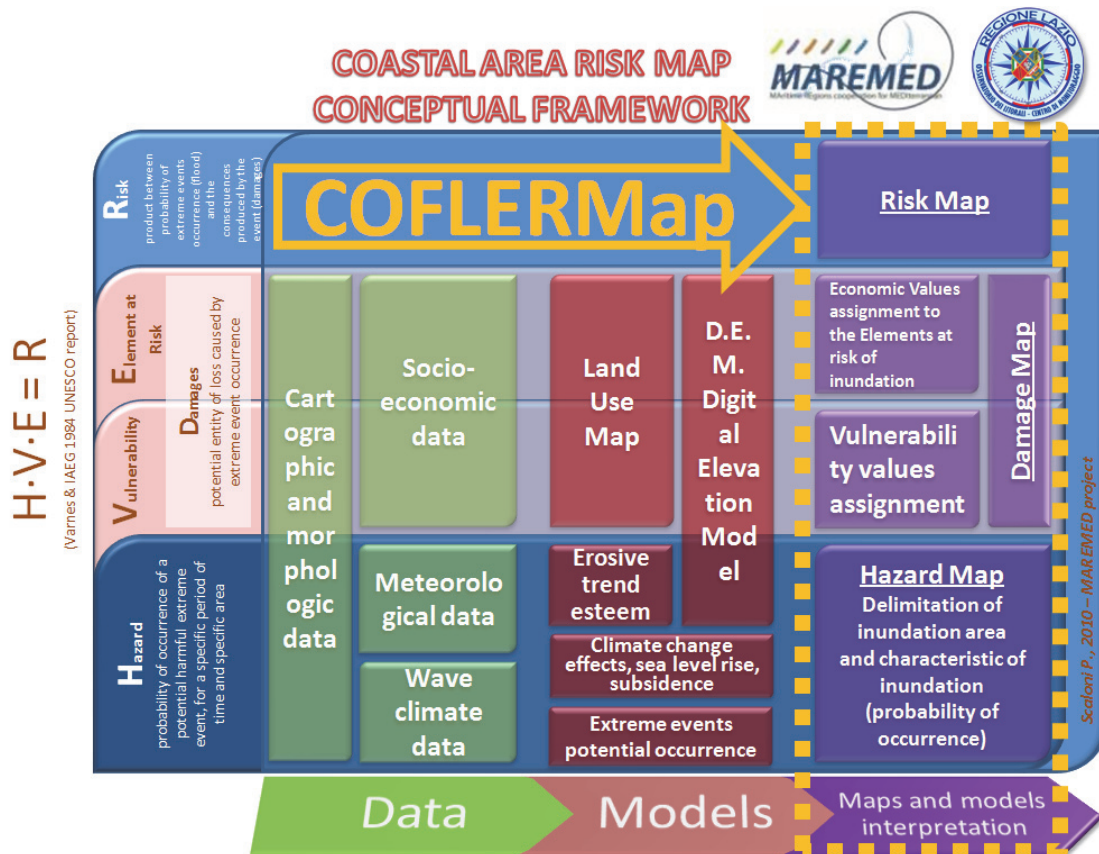 COASTAL AREA RISK MAP
CONCEPTUAL FRAMEWORK
MAREMED
MAritime REgions cooperation for MEDiterranean
REGIONE LAZIO
OSSERVATORIO DEI LITORALI - CENTRO DI MONITORAGGIO
H·V·E = R
(Varnes & IAEG 1984 UNESCO report)
Risk
product between
probability of
extreme events
occurrence (flood)
and the
consequences
produced by the
event (damages)
COFLERMap
Risk Map
Element at
Risk
Vulnerability
Damages
potential entity of loss caused by
extreme event occurrence
Hazard
probability of occurrence of a
potential harmful extreme
event, for a specific period of
time and specific area
Cart
ogra
phic
and
mor
phol
ogic
data
Socio-
economic
data
Meteorolo
gical data
Wave
climate
data
Land
Use
Map
D.E.
M.
Digit
al
Eleva
tion
Mod
el
Erosive
trend
esteem
Climate change
effects, sea level rise,
subsidence
Extreme events
potential occurrence
Economic Values
assignment to
the Elements at
risk of
inundation
Vulnerabili
ty values
assignment
Damage Map
Hazard Map
Delimitation of
inundation area
and characteristic of
inundation
(probability of
occurrence)
Scaloni P., 2010 – MAREMED project
Data
Models
Maps and models
interpretation